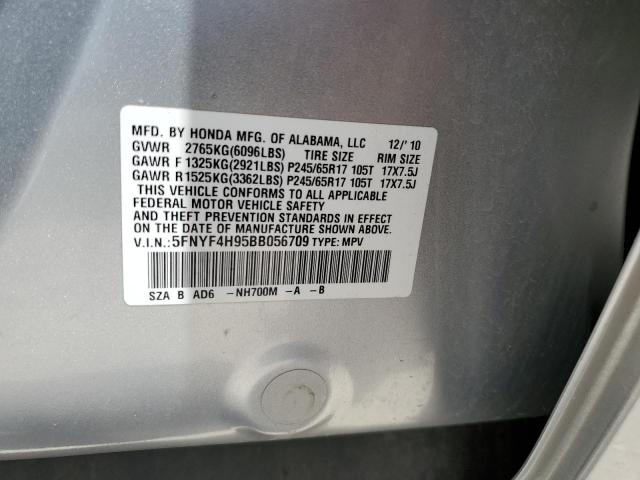 MFD. BY HONDA MFG. OF ALABAMA, LLC 12/'10
GVWR 2765KG(6096LBS) TIRE SIZE RIM SIZE
GAWR F 1325KG(2921LBS) P245/65R17 105T 17X7.5J
GAWR R1525KG(3362LBS) P245/65R17 105T 17X7.5J
THIS VEHICLE CONFORMS TO ALL APPLICABLE
FEDERAL MOTOR VEHICLE SAFETY
AND THEFT PREVENTION STANDARDS IN EFFECT
ON THE DATE OF MANUFACTURE SHOWN ABOVE.
V.I.N.:5FNYF4H95BB056709 TYPE: MPV
SZA B AD6 -NH700M -A -B